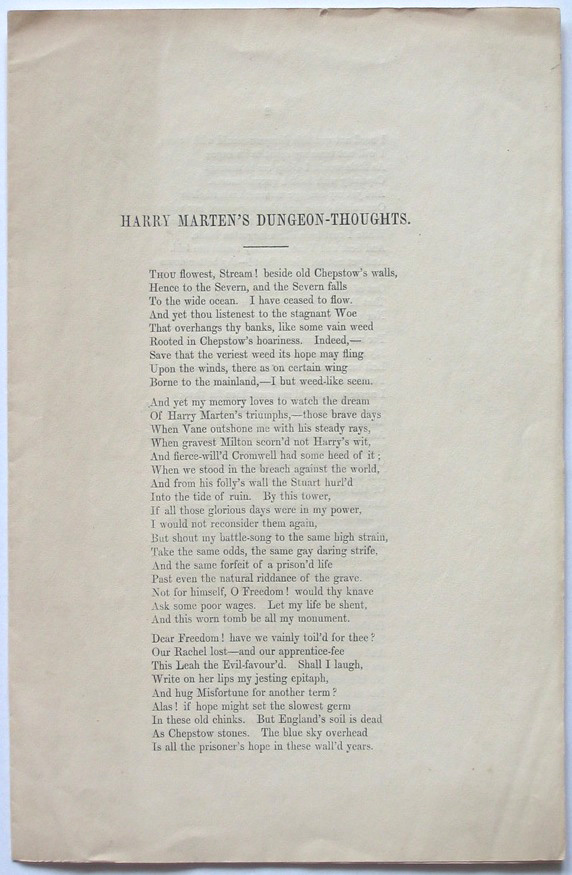 HARRY MARTEN'S DUNGEON-THOUGHTS.
THOU flowest, Stream! beside old Chepstow's walls,
Hence to the Severn, and the Severn falls
To the wide ocean. I have ceased to flow.
And yet thou listenest to the stagnant Woe
That overhangs thy banks, like some vain weed
Rooted in Chepstow's hoariness. Indeed,—
Save that the veriest weed its hope may fling
Upon the winds, there as on certain wing
Borne to the mainland,—I but weed-like seem.
And yet my memory loves to watch the dream
Of Harry Marten's triumphs,—those brave days
When Vane outshone me with his steady rays,
When gravest Milton scorn'd not Harry's wit,
And fierce-will'd Cromwell had some heed of it;
When we stood in the breach against the world,
And from his folly's wall the Stuart hurl'd
Into the tide of ruin. By this tower,
If all those glorious days were in my power,
I would not reconsider them again,
But shout my battle-song to the same high strain,
Take the same odds, the same gay daring strife,
And the same forfeit of a prison'd life
Past even the natural riddance of the grave.
Not for himself, O Freedom! would thy knave
Ask some poor wages. Let my life be shent,
And this worn tomb be all my monument.
Dear Freedom! have we vainly toil'd for thee?
Our Rachel lost—and our apprentice-fee
This Leah the Evil-favour'd. Shall I laugh,
Write on her lips my jesting epitaph,
And hug Misfortune for another term?
Alas! if hope might set the slowest germ
In these old chinks. But England's soil is dead
As Chepstow stones. The blue sky overhead
Is all the prisoner's hope in these wall'd years.